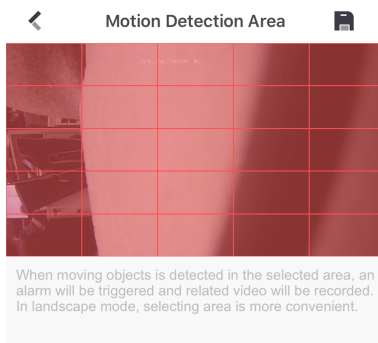 Motion Detection Area
When moving objects is detected in the selected area, an
alarm will be triggered and related video will be recorded.
In landscape mode, selecting area is more convenient.